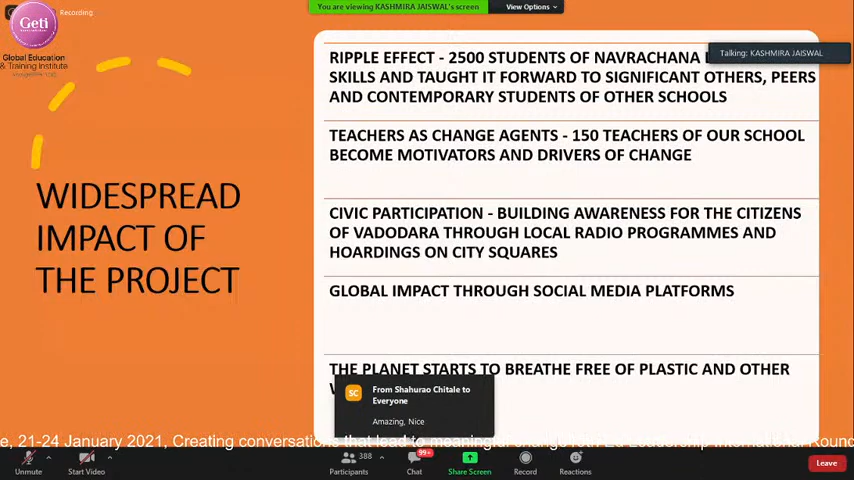 Recording
You are viewing KASHMIRA JAISWAL's screen
View Options
Geti
Global Education
& Training Institute
Talking: KASHMIRA JAISWAL
WIDESPREAD
IMPACT OF
THE PROJECT
RIPPLE EFFECT - 2500 STUDENTS OF NAVRACHANA
SKILLS AND TAUGHT IT FORWARD TO SIGNIFICANT OTHERS, PEERS
AND CONTEMPORARY STUDENTS OF OTHER SCHOOLS
TEACHERS AS CHANGE AGENTS - 150 TEACHERS OF OUR SCHOOL
BECOME MOTIVATORS AND DRIVERS OF CHANGE
CIVIC PARTICIPATION - BUILDING AWARENESS FOR THE CITIZENS
OF VADODARA THROUGH LOCAL RADIO PROGRAMMES AND
HOARDINGS ON CITY SQUARES
GLOBAL IMPACT THROUGH SOCIAL MEDIA PLATFORMS
THE PLANET STARTS TO BREATHE FREE OF PLASTIC AND OTHER
SC
From Shahurao Chitale to
Everyone
Amazing, Nice
e, 21-24 January 2021, Creating conversations that lead to meaningful change
Leadership International Roun
Unmute
Start Video
388
Participants
99+
Chat
Share Screen
Record
Reactions
Leave